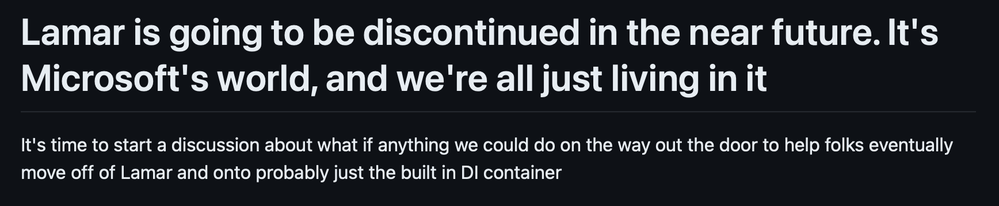 Lamar is going to be discontinued in the near future. It's
Microsoft's world, and we're all just living in it
It's time to start a discussion about what if anything we could do on the way out the door to help folks eventually
move off of Lamar and onto probably just the built in DI container